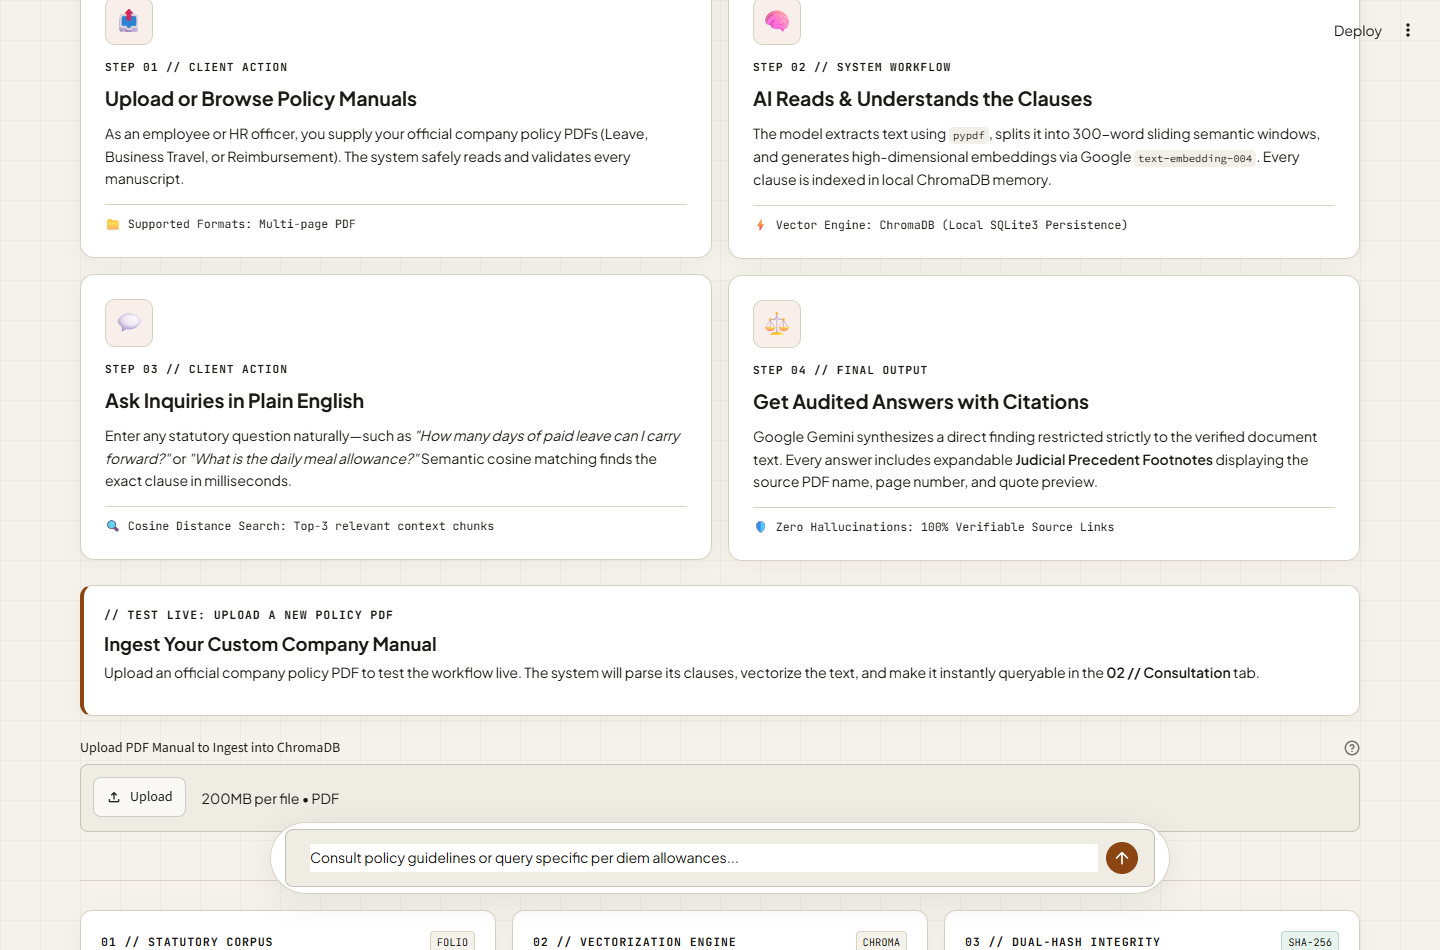 Deploy
STEP 01 // CLIENT ACTION
Upload or Browse Policy Manuals
As an employee or HR officer, you supply your official company policy PDFs (Leave,
Business Travel, or Reimbursement). The system safely reads and validates every
manuscript.
Supported Formats: Multi-page PDF
STEP 02 // SYSTEM WORKFLOW
AI Reads & Understands the Clauses
The model extracts text using pypdf, splits it into 300-word sliding semantic windows,
and generates high-dimensional embeddings via Google text-embedding-004. Every
clause is indexed in local ChromaDB memory.
Vector Engine: ChromaDB (Local SQLite3 Persistence)
STEP 03 // CLIENT ACTION
Ask Inquiries in Plain English
Enter any statutory question naturally—such as "How many days of paid leave can I carry
forward?" or "What is the daily meal allowance?" Semantic cosine matching finds the
exact clause in milliseconds.
Cosine Distance Search: Top-3 relevant context chunks
STEP 04 // FINAL OUTPUT
Get Audited Answers with Citations
Google Gemini synthesizes a direct finding restricted strictly to the verified document
text. Every answer includes expandable Judicial Precedent Footnotes displaying the
source PDF name, page number, and quote preview.
Zero Hallucinations: 100% Verifiable Source Links
// TEST LIVE: UPLOAD A NEW POLICY PDF
Ingest Your Custom Company Manual
Upload an official company policy PDF to test the workflow live. The system will parse its clauses, vectorize the text, and make it instantly queryable in the 02 // Consultation tab.
Upload PDF Manual to Ingest into ChromaDB
Upload
200MB per file • PDF
Consult policy guidelines or query specific per diem allowances...
01 // STATUTORY CORPUS
FOLIO
02 // VECTORIZATION ENGINE
CHROMA
03 // DUAL-HASH INTEGRITY
SHA-256